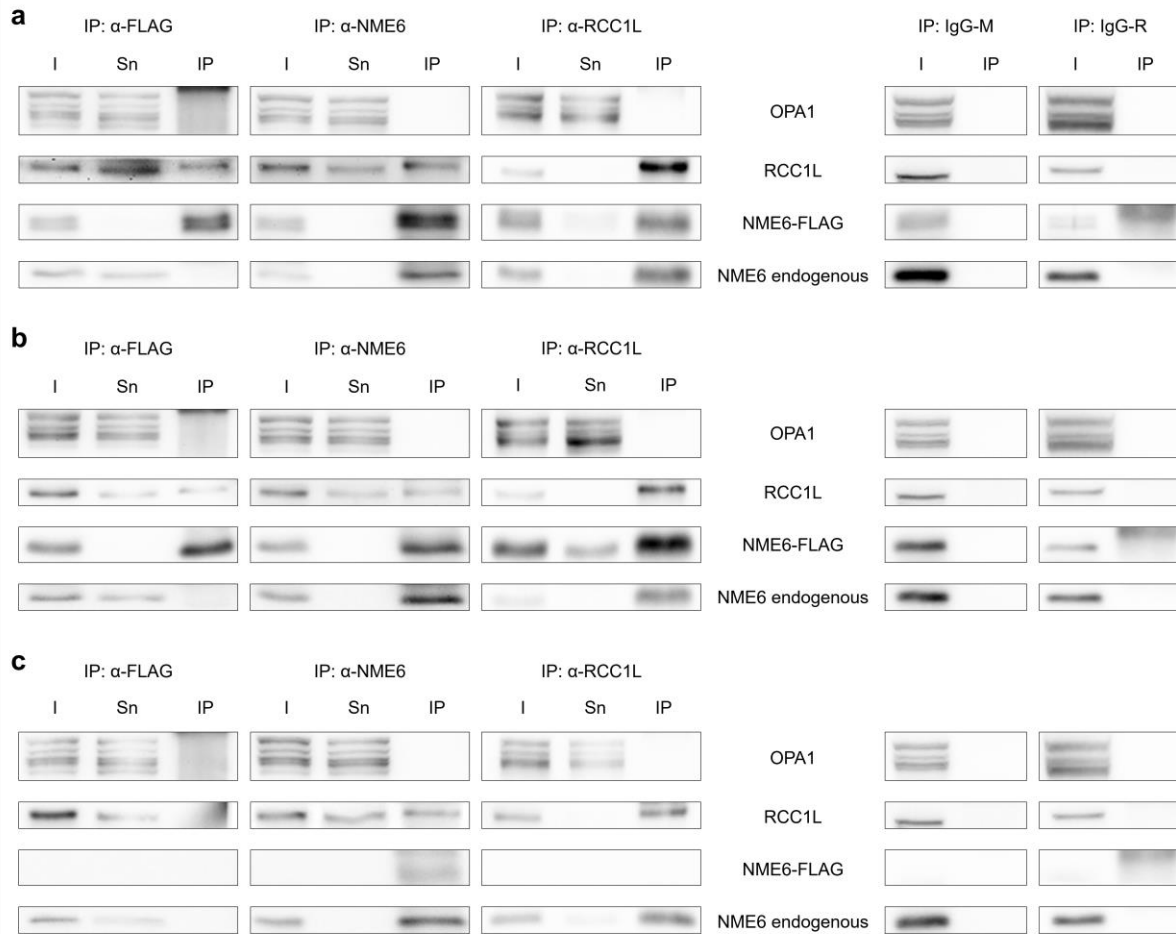 a
IP: α-FLAG IP: α-NME6 IP: α-RCC1L IP: IgG-M IP: IgG-R
I Sn IP I Sn IP I Sn IP I IP I IP
OPA1
RCC1L
NME6-FLAG
NME6 endogenous
b
IP: α-FLAG IP: α-NME6 IP: α-RCC1L
I Sn IP I Sn IP I Sn IP
OPA1
RCC1L
NME6-FLAG
NME6 endogenous
c
IP: α-FLAG IP: α-NME6 IP: α-RCC1L
I Sn IP I Sn IP I Sn IP
OPA1
RCC1L
NME6-FLAG
NME6 endogenous